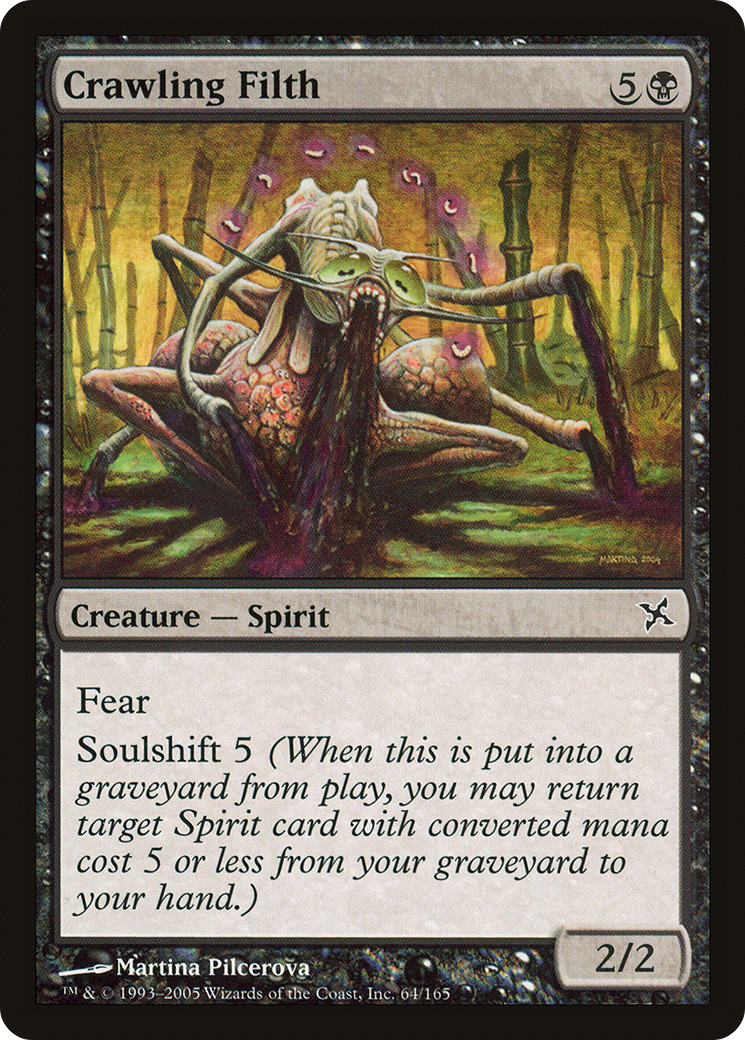 Crawling Filth 5
MARTINA 2004
Creature — Spirit
Fear
Soulshift 5 (When this is put into a
graveyard from play, you may return
target Spirit card with converted mana
cost 5 or less from your graveyard to
your hand.)
2/2
Martina Pilcerova
™ & © 1993–2005 Wizards of the Coast, Inc. 64/165